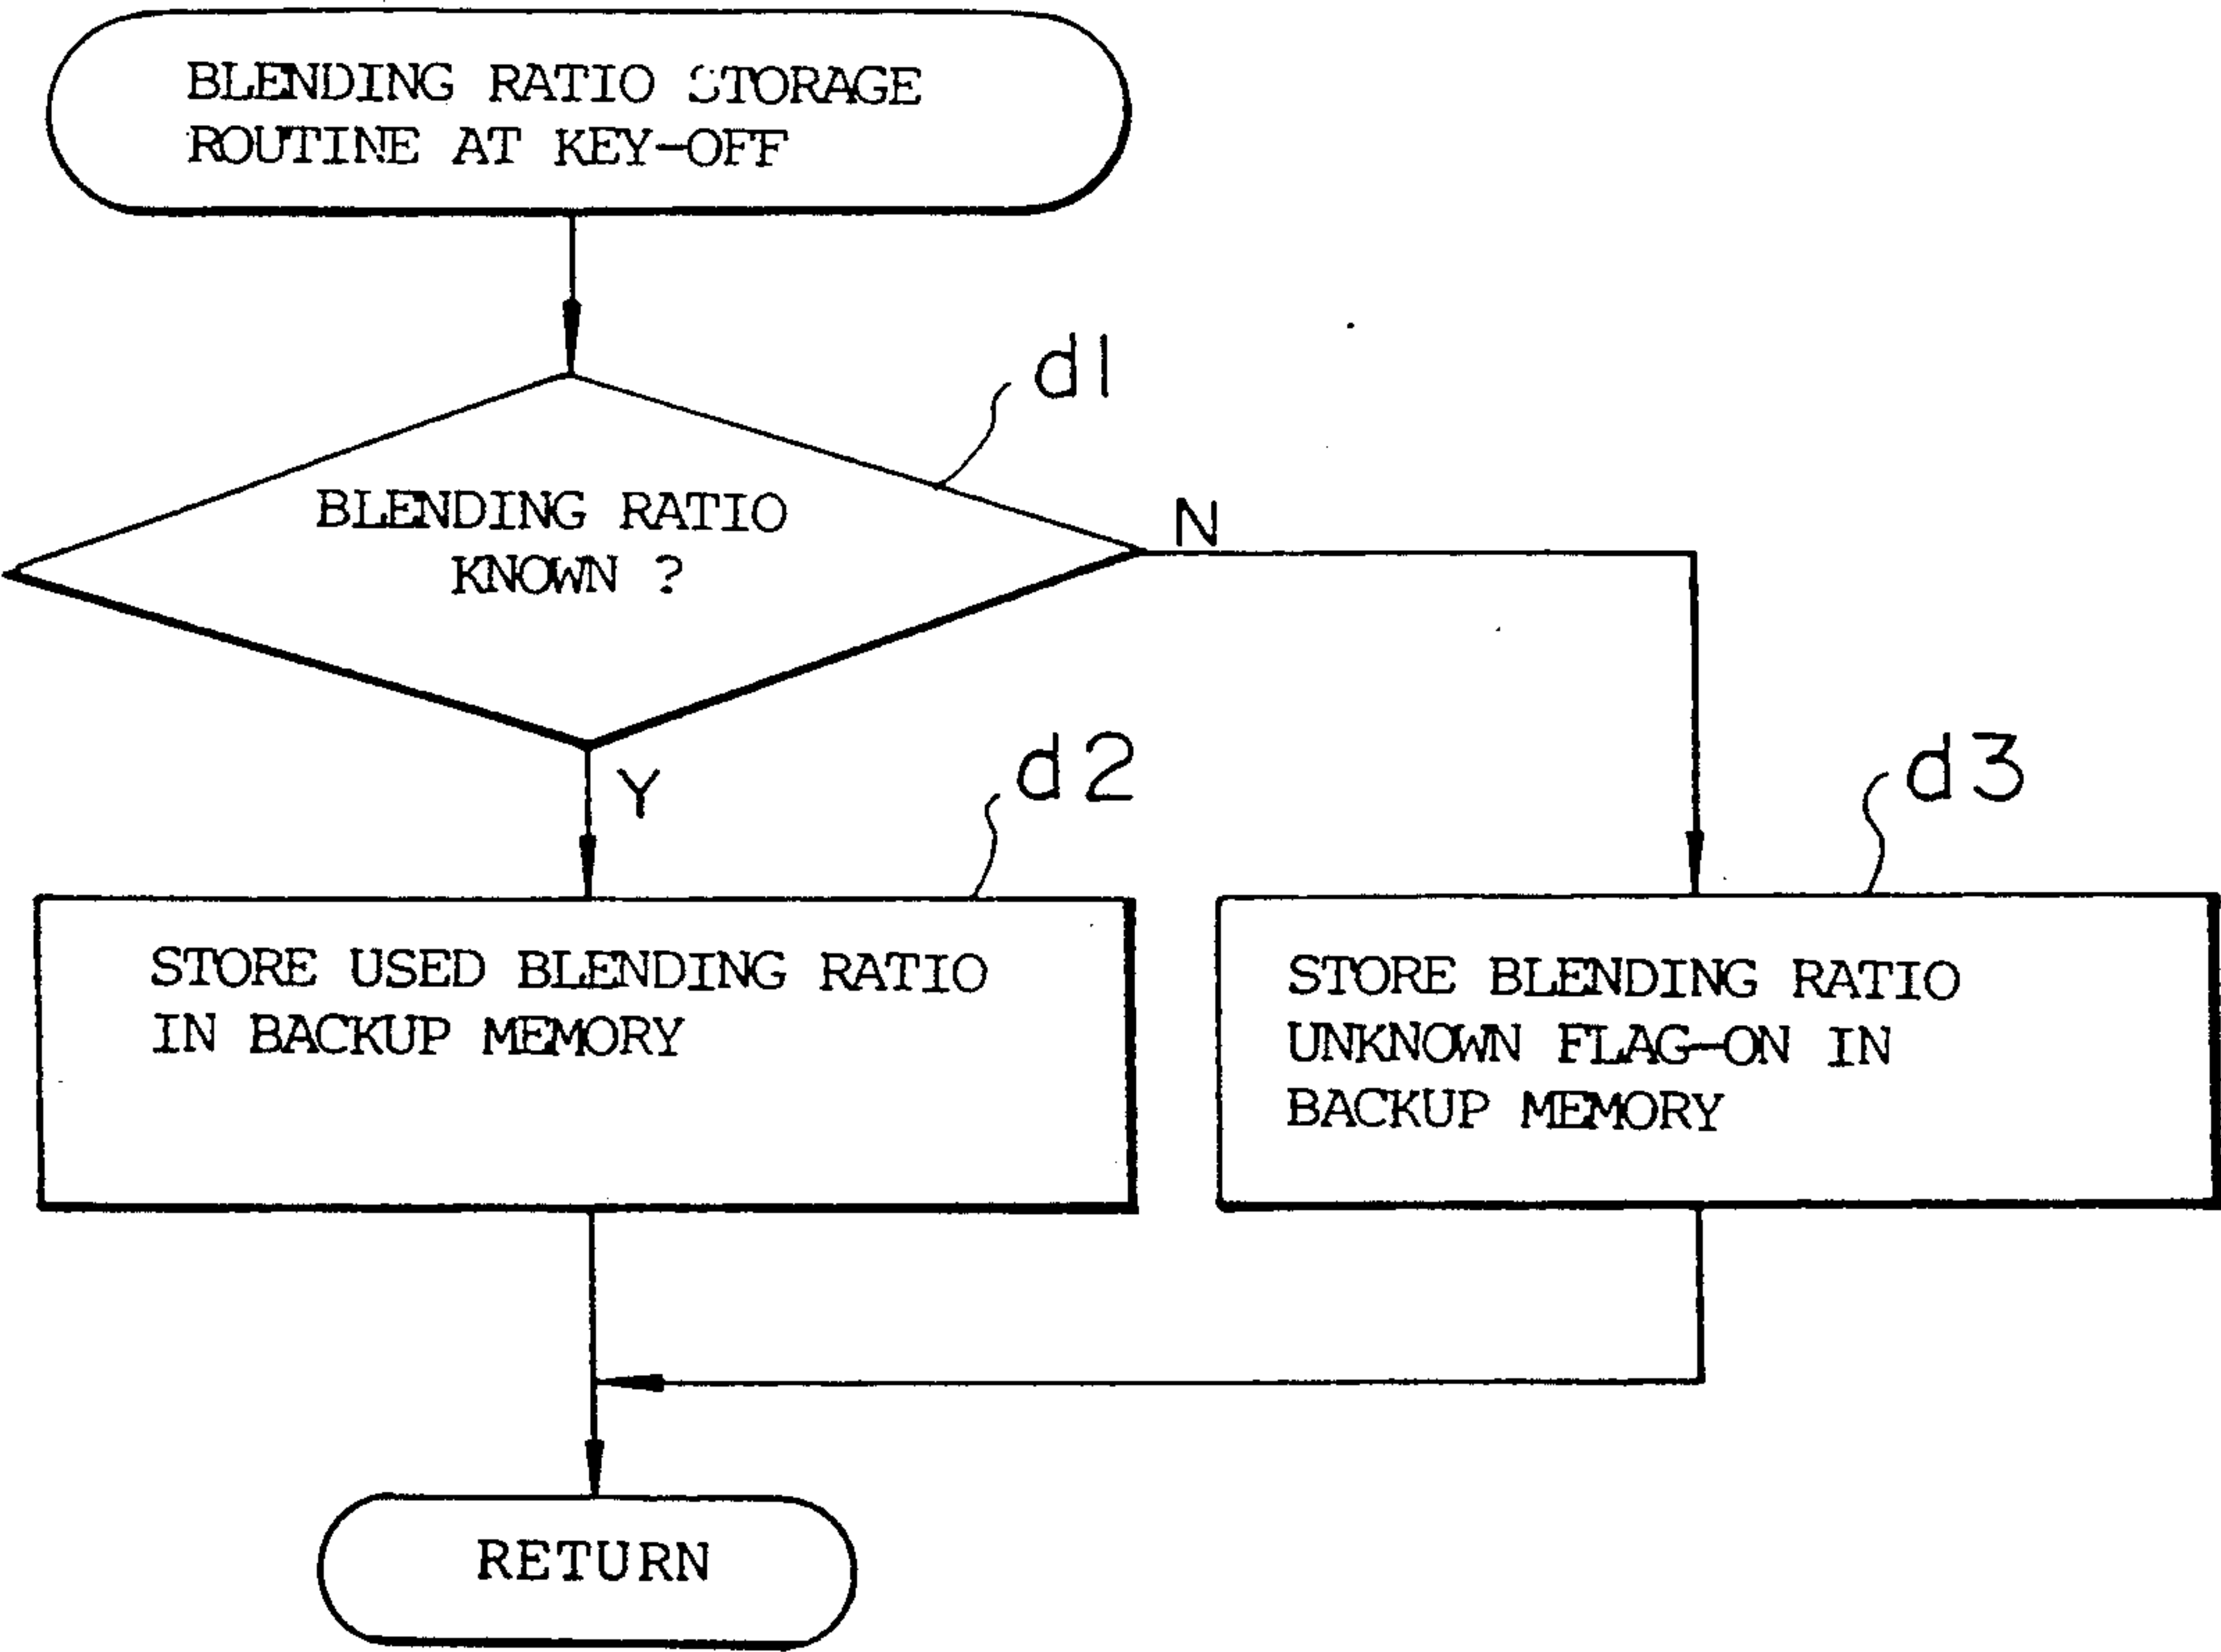 BLENDING RATIO STORAGE
ROUTINE AT KEY-OFF
d1
BLENDING RATIO
KNOWN ?
N
Y
d2
d3
STORE USED BLENDING RATIO
IN BACKUP MEMORY
STORE BLENDING RATIO
UNKNOWN FLAG-ON IN
BACKUP MEMORY
RETURN